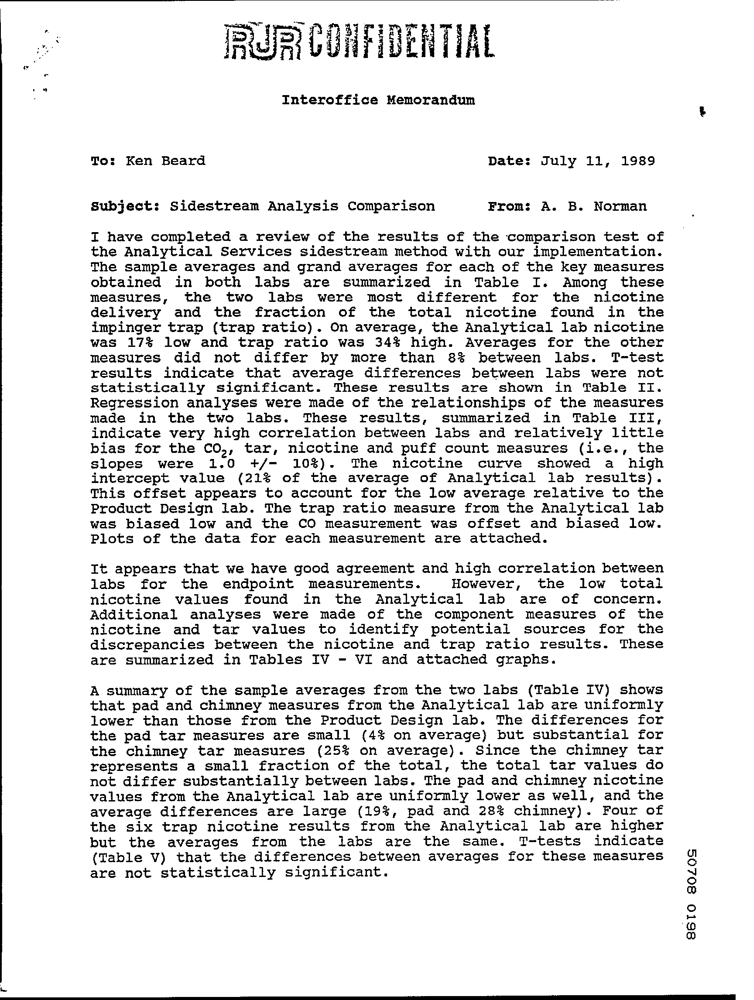 RJR CONFIDENTIAL
Interoffice Memorandum
To: Ken Beard Date: July 11, 1989
Subject: Sidestream Analysis Comparison From: A. B. Norman
I have completed a review of the results of the comparison test of
the Analytical Services sidestream method with our implementation.
The sample averages and grand averages for each of the key measures
obtained in both labs are summarized in Table I. Among these
measures, the two labs were most different for the nicotine
delivery and the fraction of the total nicotine found in the
impinger trap (trap ratio). On average, the Analytical lab nicotine
was 17% low and trap ratio was 34% high. Averages for the other
measures did not differ by more than 8% between labs. T-test
results indicate that average differences between labs were not
statistically significant. These results are shown in Table II.
Regression analyses were made of the relationships of the measures
made in the two labs. These results, summarized in Table III,
indicate very high correlation between labs and relatively little
bias for the CO₂, tar, nicotine and puff count measures (i.e., the
slopes were 1.0 +/- 10%). The nicotine curve showed a high
intercept value (21% of the average of Analytical lab results).
This offset appears to account for the low average relative to the
Product Design lab. The trap ratio measure from the Analytical lab
was biased low and the CO measurement was offset and biased low.
Plots of the data for each measurement are attached.
It appears that we have good agreement and high correlation between
labs for the endpoint measurements. However, the low total
nicotine values found in the Analytical lab are of concern.
Additional analyses were made of the component measures of the
nicotine and tar values to identify potential sources for the
discrepancies between the nicotine and trap ratio results. These
are summarized in Tables IV - VI and attached graphs.
A summary of the sample averages from the two labs (Table IV) shows
that pad and chimney measures from the Analytical lab are uniformly
lower than those from the Product Design lab. The differences for
the pad tar measures are small (4% on average) but substantial for
the chimney tar measures (25% on average). Since the chimney tar
represents a small fraction of the total, the total tar values do
not differ substantially between labs. The pad and chimney nicotine
values from the Analytical lab are uniformly lower as well, and the
average differences are large (19%, pad and 28% chimney). Four of
the six trap nicotine results from the Analytical lab are higher
but the averages from the labs are the same. T-tests indicate
(Table V) that the differences between averages for these measures
are not statistically significant.
50708 0198